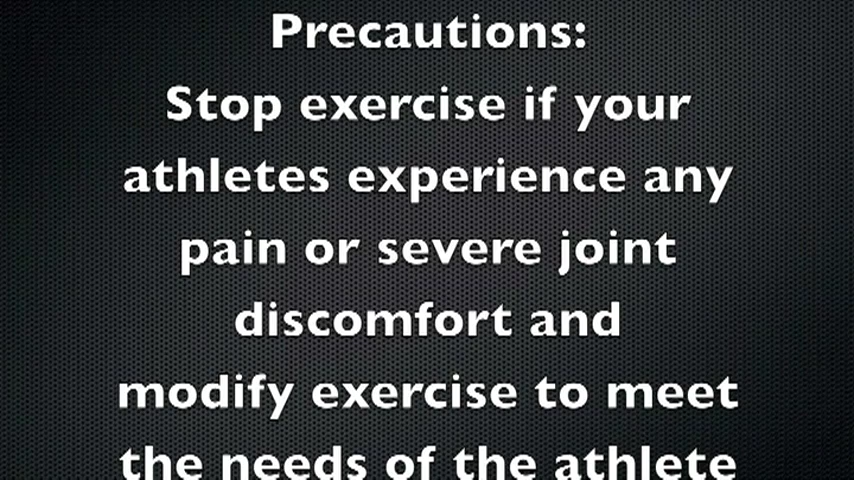 Precautions:
Stop exercise if your
athletes experience any
pain or severe joint
discomfort and
modify exercise to meet
the needs of the athlete